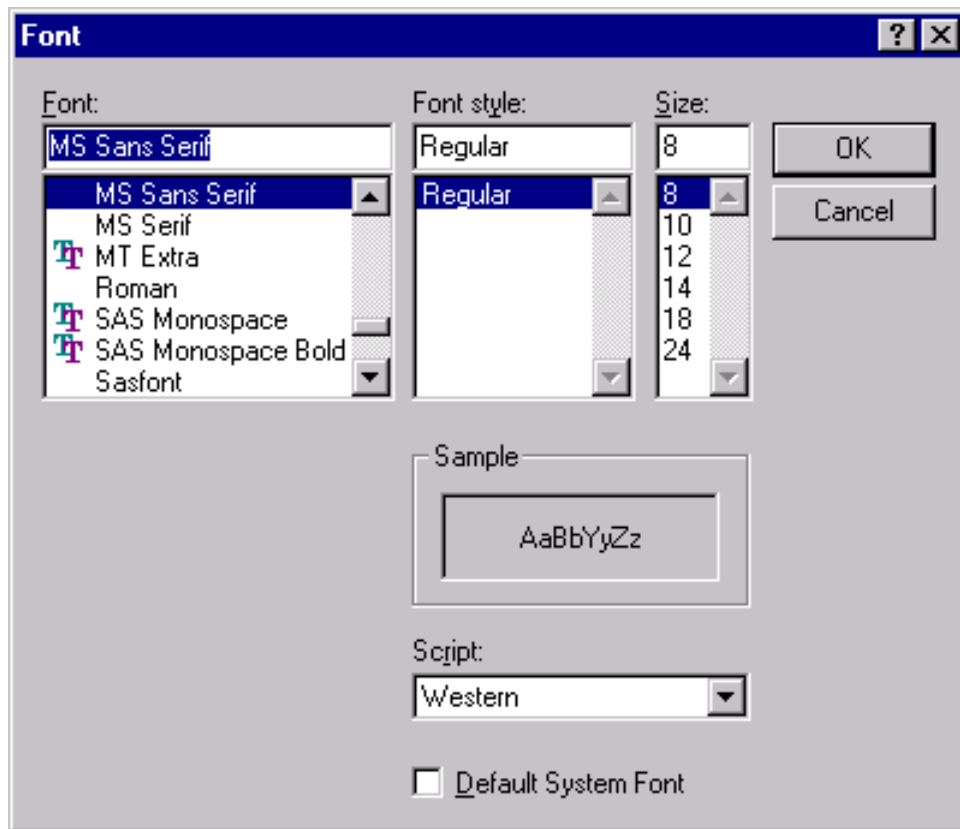 Font
Font: Font style: Size:
MS Sans Serif Regular 8 OK
MS Sans Serif Regular 8 Cancel
MS Serif 10
MT Extra 12
Roman 14
SAS Monospace 18
SAS Monospace Bold 24
Sasfont
Sample
AaBbYyZz
Script:
Western
Default System Font